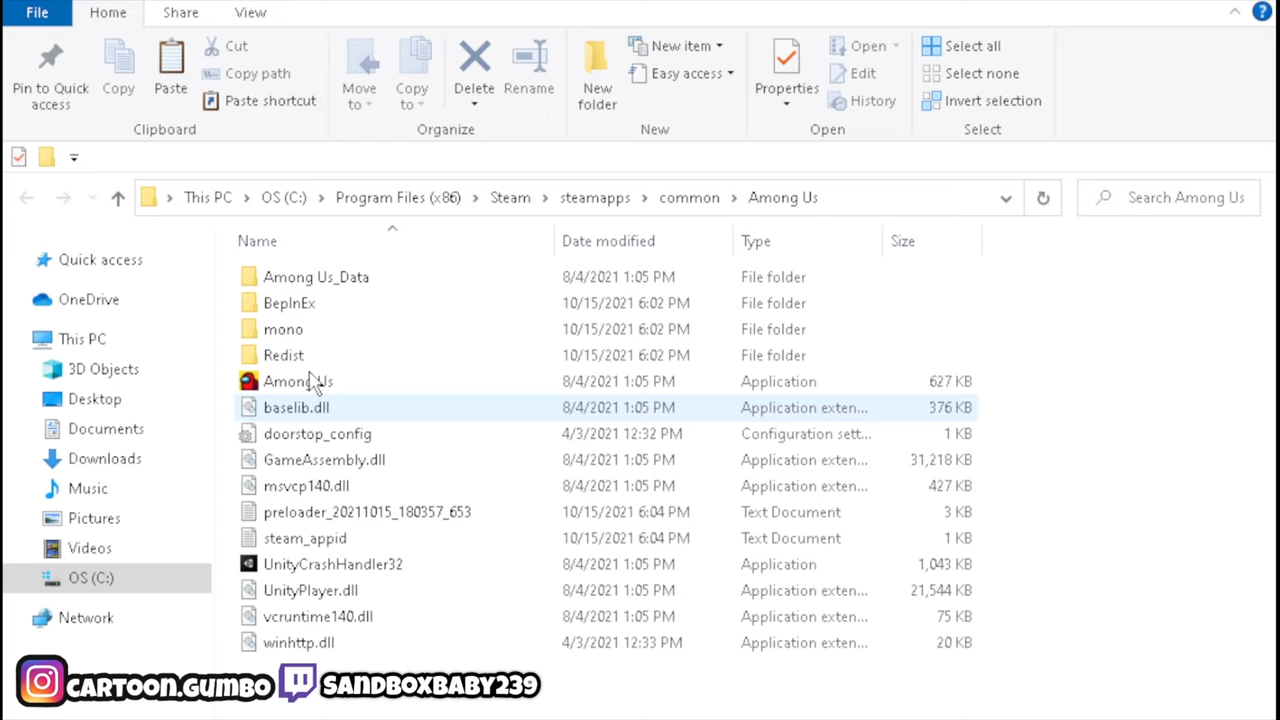 File Home Share View
Pin to Quick access
Copy
Paste
Cut
Copy path
Paste shortcut
Clipboard
Move to
Copy to
Delete
Rename
Organize
New folder
New item
Easy access
New
Properties
Open
Edit
History
Open
Select all
Select none
Invert selection
Select
This PC > OS (C:) > Program Files (x86) > Steam > steamapps > common > Among Us
Search Among Us
Quick access
OneDrive
This PC
3D Objects
Desktop
Documents
Downloads
Music
Pictures
Videos
OS (C:)
Network
Name Date modified Type Size
Among Us_Data 8/4/2021 1:05 PM File folder
BepInEx 10/15/2021 6:02 PM File folder
mono 10/15/2021 6:02 PM File folder
Redist 10/15/2021 6:02 PM File folder
Among Us 8/4/2021 1:05 PM Application 627 KB
baselib.dll 8/4/2021 1:05 PM Application exten... 376 KB
doorstop_config 4/3/2021 12:32 PM Configuration sett... 1 KB
GameAssembly.dll 8/4/2021 1:05 PM Application exten... 31,218 KB
msvcp140.dll 8/4/2021 1:05 PM Application exten... 427 KB
preloader_20211015_180357_653 10/15/2021 6:04 PM Text Document 3 KB
steam_appid 10/15/2021 6:04 PM Text Document 1 KB
UnityCrashHandler32 8/4/2021 1:05 PM Application 1,043 KB
UnityPlayer.dll 8/4/2021 1:05 PM Application exten... 21,544 KB
vcruntime140.dll 8/4/2021 1:05 PM Application exten... 75 KB
winhttp.dll 4/3/2021 12:33 PM Application exten... 20 KB
CARTOON.GUMBO SANDBOXBABY239